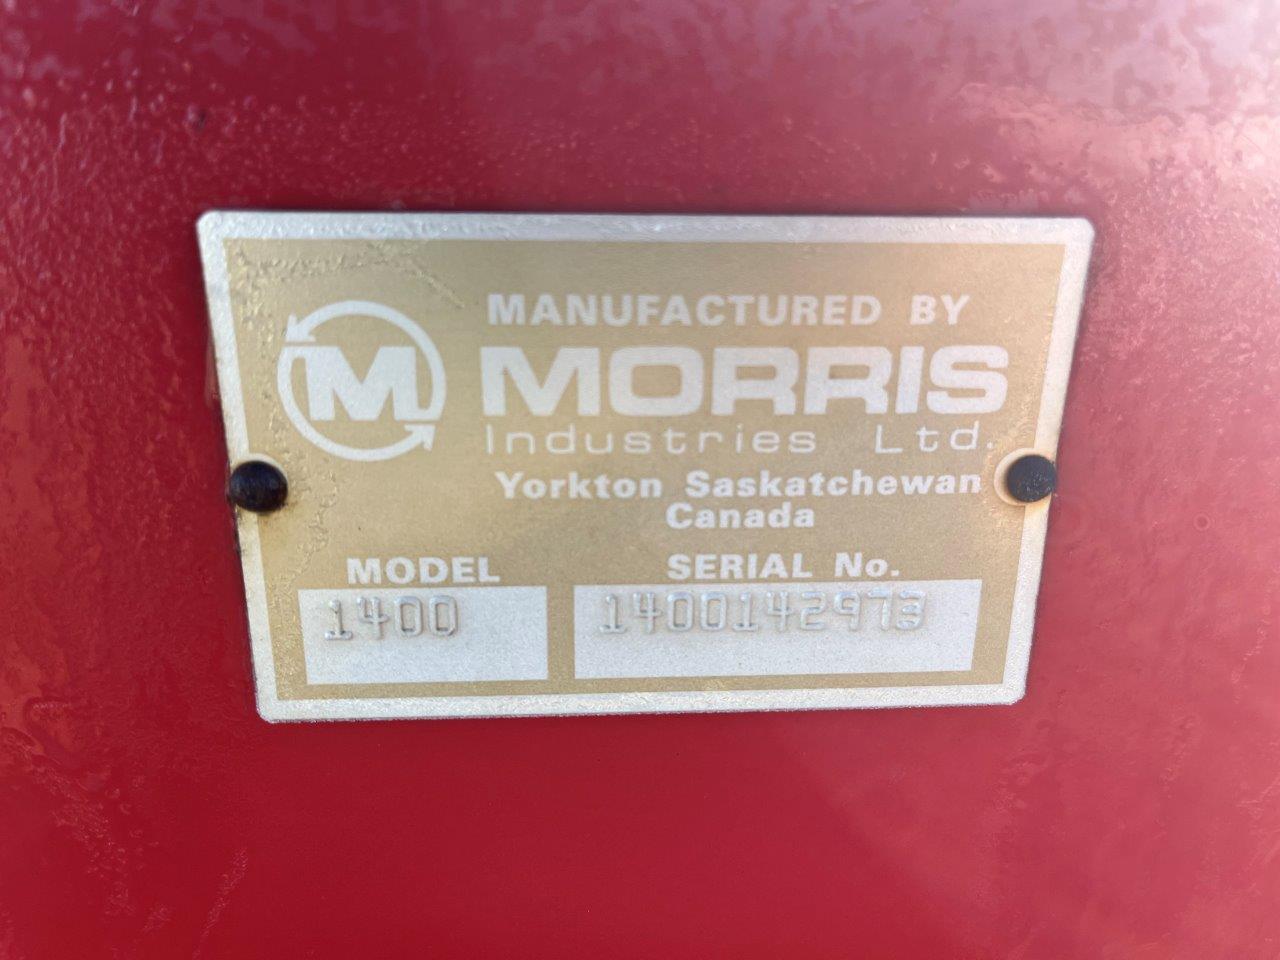 MANUFACTURED BY
M MORRIS
Industries Ltd.
Yorkton Saskatchewan
Canada
MODEL SERIAL No.
1400 1400142973